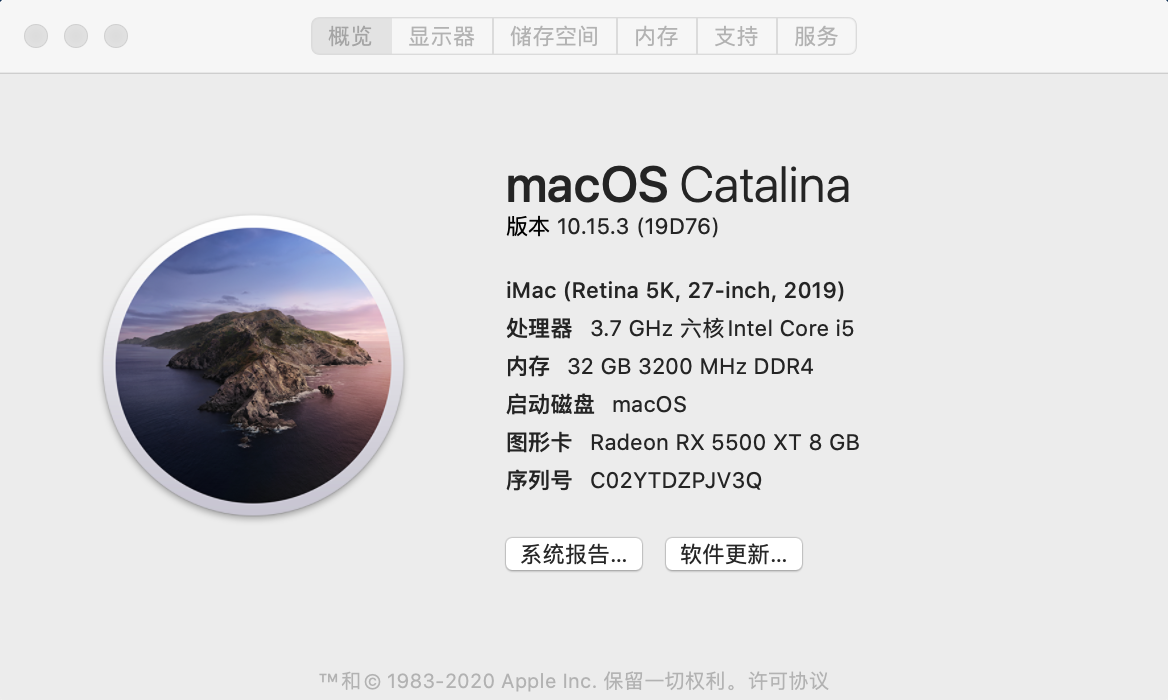 概览 显示器 储存空间 内存 支持 服务
macOS Catalina
版本 10.15.3 (19D76)
iMac (Retina 5K, 27-inch, 2019)
处理器 3.7 GHz 六核Intel Core i5
内存 32 GB 3200 MHz DDR4
启动磁盘 macOS
图形卡 Radeon RX 5500 XT 8 GB
序列号 C02YTDZPJV3Q
系统报告... 软件更新...
™和© 1983-2020 Apple Inc. 保留一切权利。许可协议